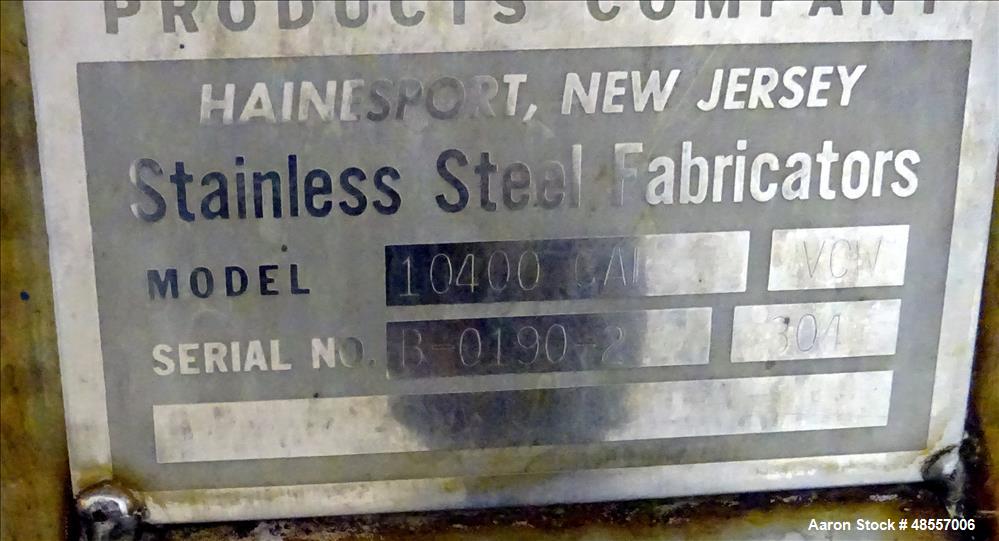 PRODUCTS COMPANY
HAINESPORT, NEW JERSEY
Stainless Steel Fabricators
MODEL 10400 GAL VCW
SERIAL NO. B-0190-2 304
Aaron Stock # 48557006